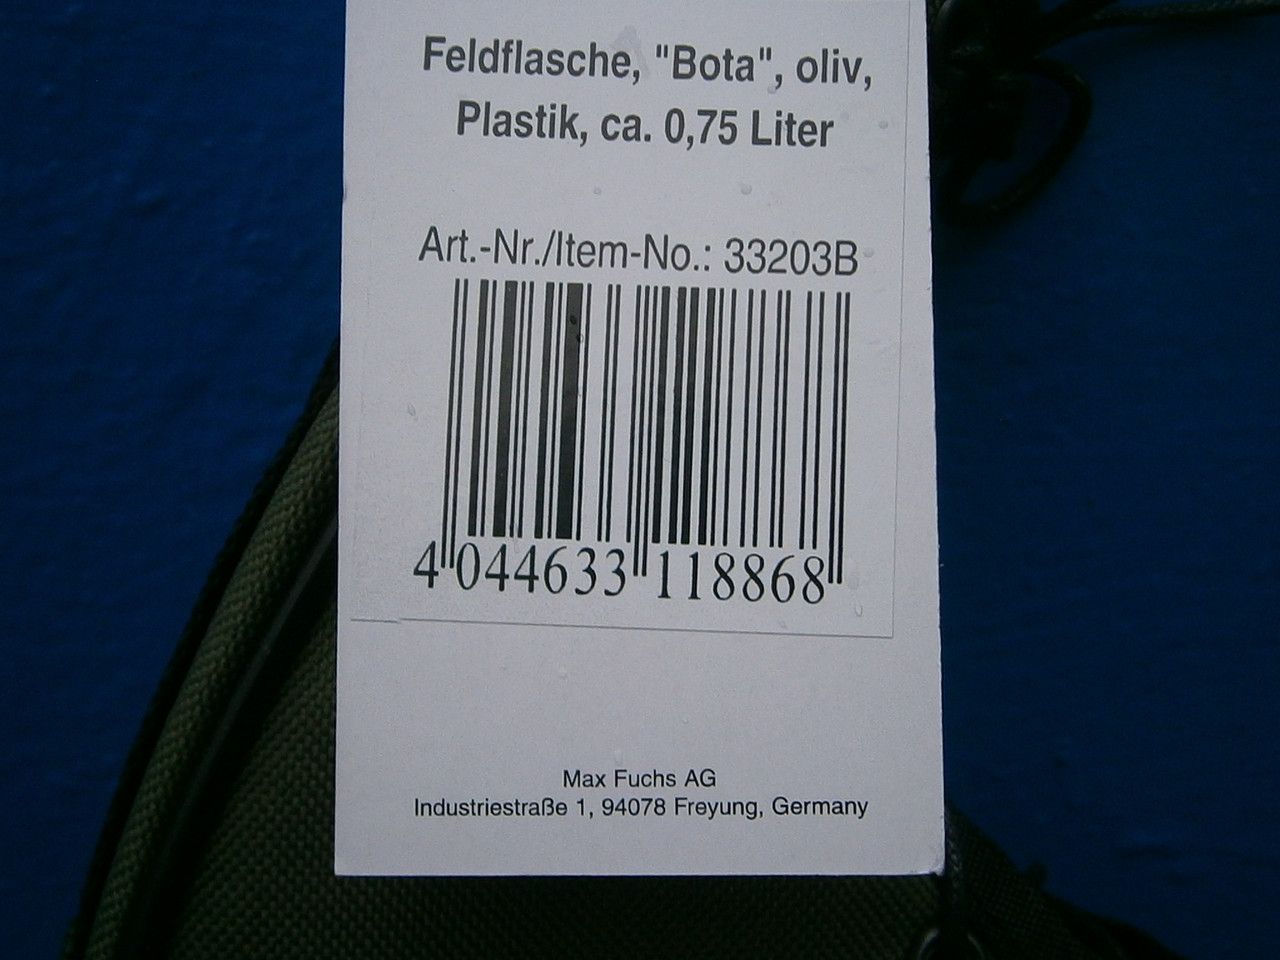 Feldflasche, "Bota", oliv,
Plastik, ca. 0,75 Liter
Art.-Nr./Item-No.: 33203B
4 044633 118868
Max Fuchs AG
Industriestraße 1, 94078 Freyung, Germany